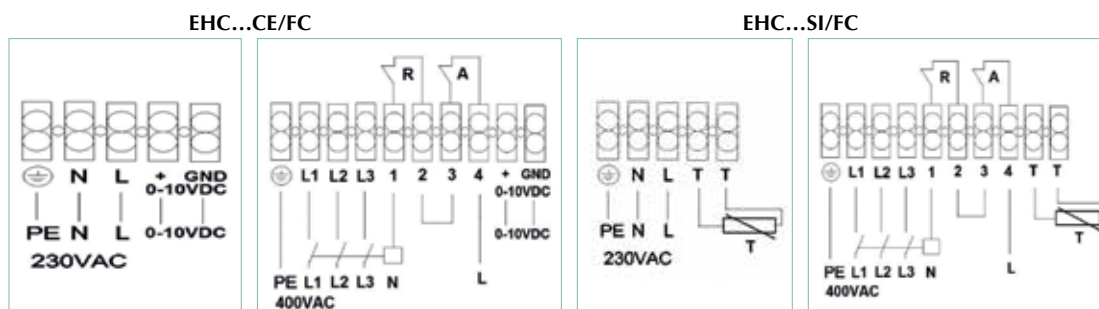 EHC...CE/FC
EHC...SI/FC
N L + GND
0-10VDC
PE N L 0-10VDC
230VAC
R A
L1 L2 L3 1 2 3 4 + GND
0-10VDC
0-10VDC
PE L1 L2 L3 N L
400VAC
N L T T
PE N L T
230VAC
R A
L1 L2 L3 1 2 3 4 T T
T
PE L1 L2 L3 N L
400VAC